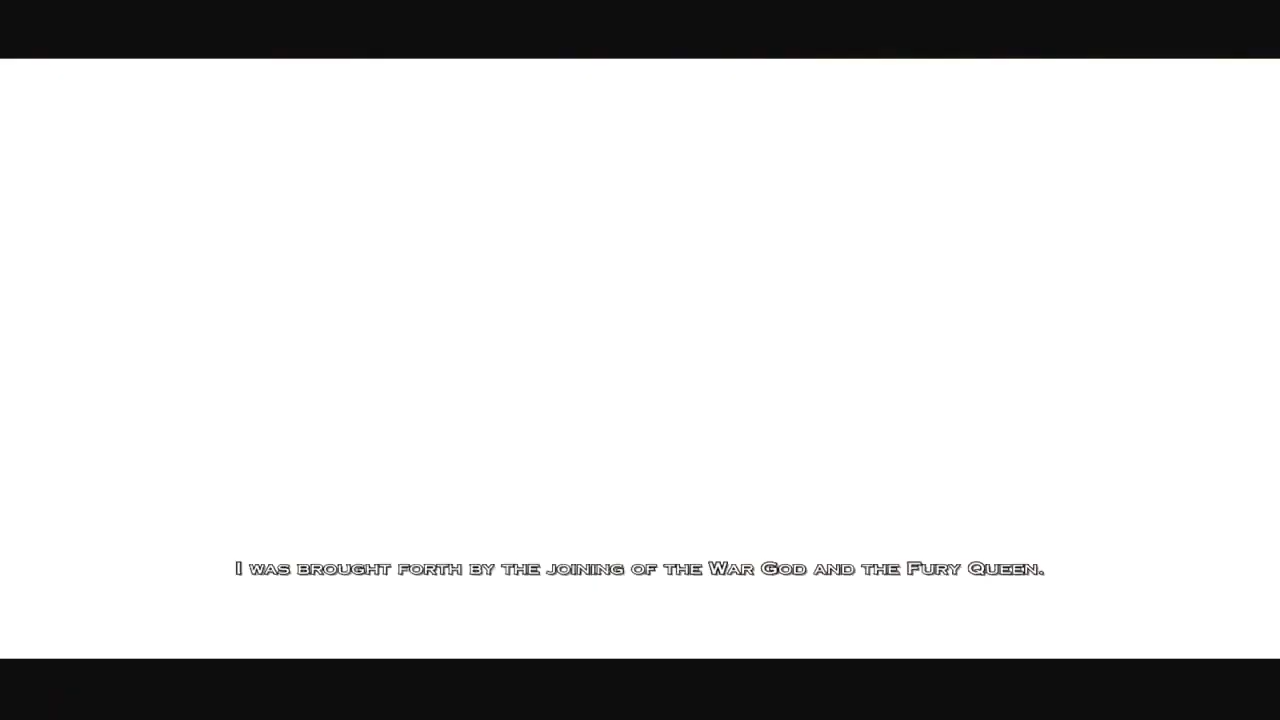 I was brought forth by the joining of the War God and the Fury Queen.